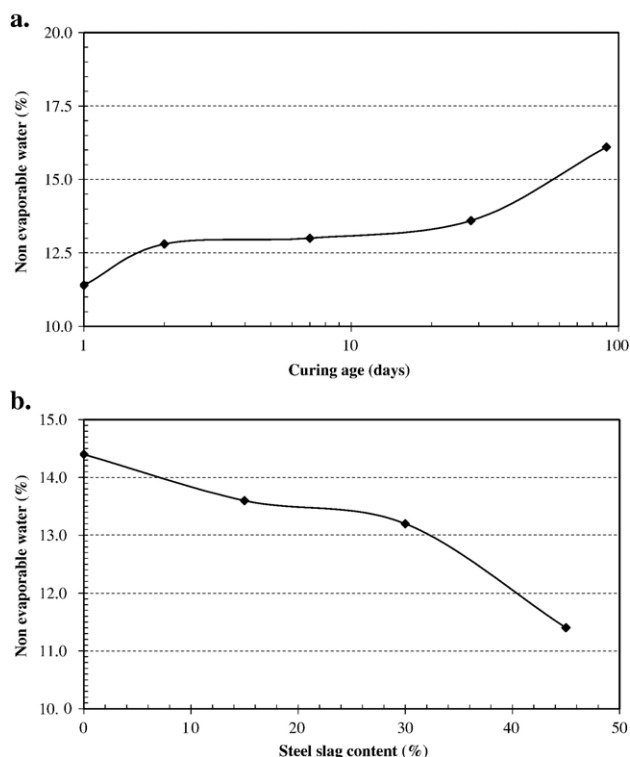 a.
20.0
17.5
15.0
12.5
10.0
Non evaporable water (%)
1 10 100
Curing age (days)
b.
15.0
14.0
13.0
12.0
11.0
10. 0
Non evaporable water (%)
0 10 20 30 40 50
Steel slag content (%)